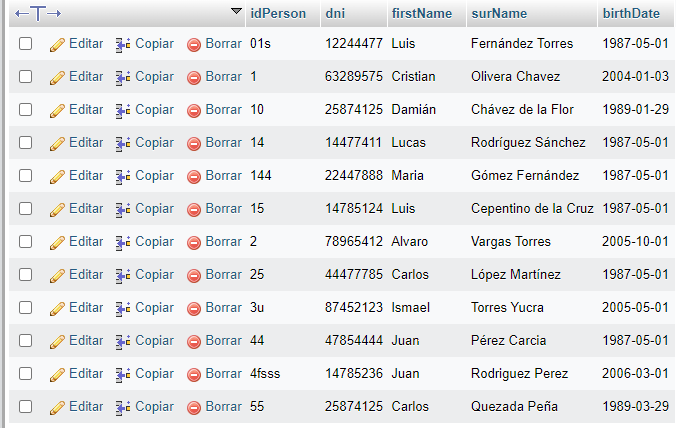 idPerson dni firstName surName birthDate
Editar Copiar Borrar 01s 12244477 Luis Fernández Torres 1987-05-01
Editar Copiar Borrar 1 63289575 Cristian Olivera Chavez 2004-01-03
Editar Copiar Borrar 10 25874125 Damián Chávez de la Flor 1989-01-29
Editar Copiar Borrar 14 14477411 Lucas Rodríguez Sánchez 1987-05-01
Editar Copiar Borrar 144 22447888 Maria Gómez Fernández 1987-05-01
Editar Copiar Borrar 15 14785124 Luis Cepentino de la Cruz 1987-05-01
Editar Copiar Borrar 2 78965412 Alvaro Vargas Torres 2005-10-01
Editar Copiar Borrar 25 44477785 Carlos López Martínez 1987-05-01
Editar Copiar Borrar 3u 87452123 Ismael Torres Yucra 2005-05-01
Editar Copiar Borrar 44 47854444 Juan Pérez Carcia 1987-05-01
Editar Copiar Borrar 4fsss 14785236 Juan Rodriguez Perez 2006-03-01
Editar Copiar Borrar 55 25874125 Carlos Quezada Peña 1989-03-29